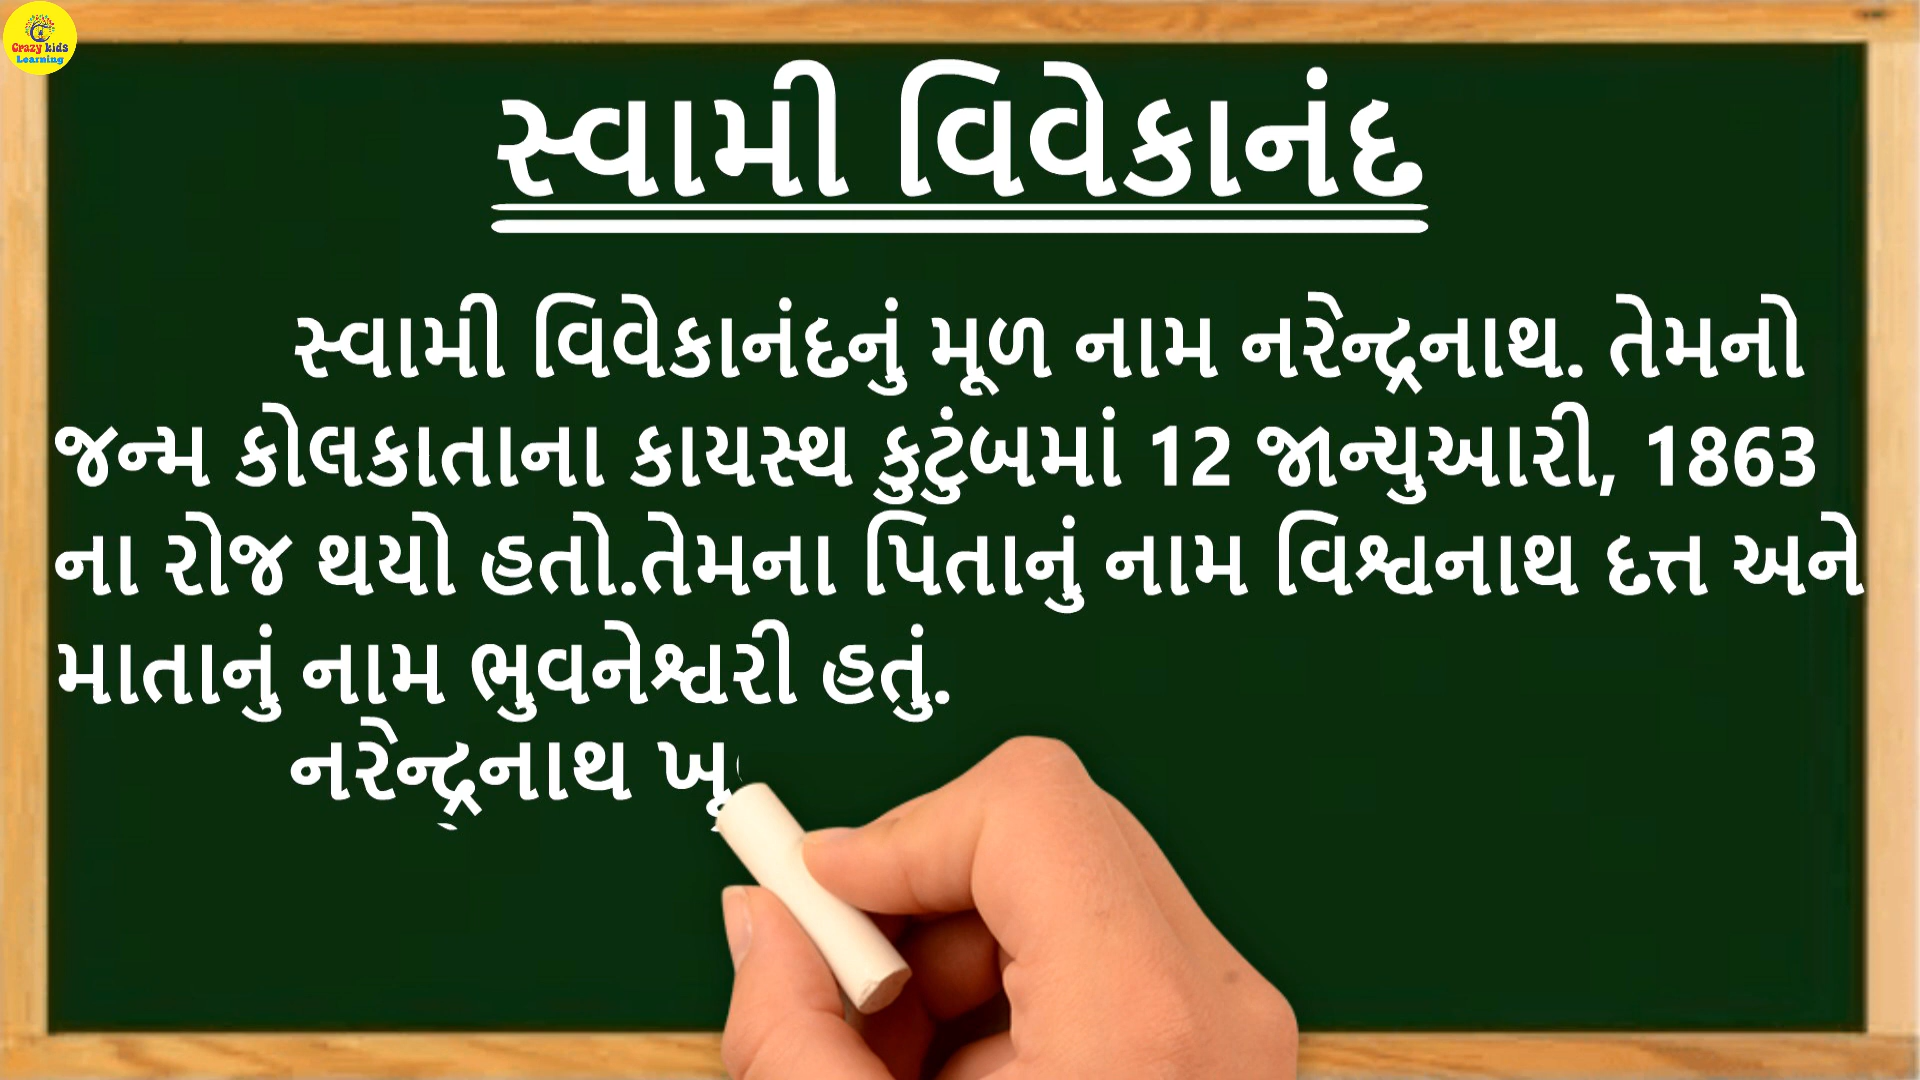 Crazy kids
Learning
સ્વામી વિવેકાનંદ
સ્વામી વિવેકાનંદનું મૂળ નામ નરેન્દ્રનાથ. તેમનો
જન્મ કોલકાતાના કાયસ્થ કુટુંબમાં 12 જાન્યુઆરી, 1863
ના રોજ થયો હતો.તેમના પિતાનું નામ વિશ્વનાથ દત્ત અને
માતાનું નામ ભુવનેશ્વરી હતું.
નરેન્દ્રનાથ